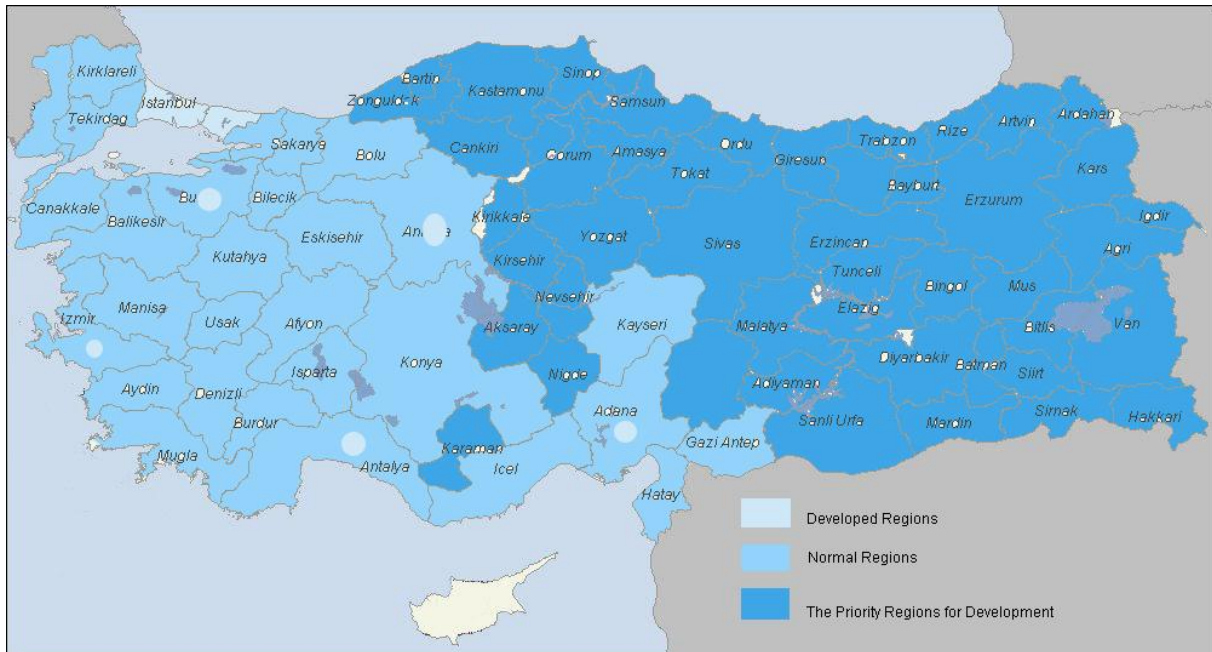 Kirklareli
Tekirdag
Istanbul
Sakarya
Bolu
Zonguldak
Bartin
Kastamonu
Sinop
Samsun
Cankiri
Corum
Amasya
Tokat
Ordu
Giresun
Trabzon
Rize
Artvin
Ardahan
Kars
Bayburt
Erzurum
Igdir
Agri
Canakkale
Balikesir
Bu
Bilecik
Eskisehir
Kutahya
Kirikkale
Yozgat
Kirsehir
Sivas
Erzincan
Tunceli
Bingol
Mus
Manisa
Izmir
Usak
Afyon
Konya
Aksaray
Nevsehir
Kayseri
Malatya
Elazig
Bitlis
Van
Diyarbakir
Batman
Siirt
Aydin
Denizli
Isparta
Burdur
Nigde
Adana
Adiyaman
Sanli Urfa
Mardin
Sirnak
Hakkari
Mugla
Antalya
Karaman
Icel
Gazi Antep
Hatay
Developed Regions
Normal Regions
The Priority Regions for Development